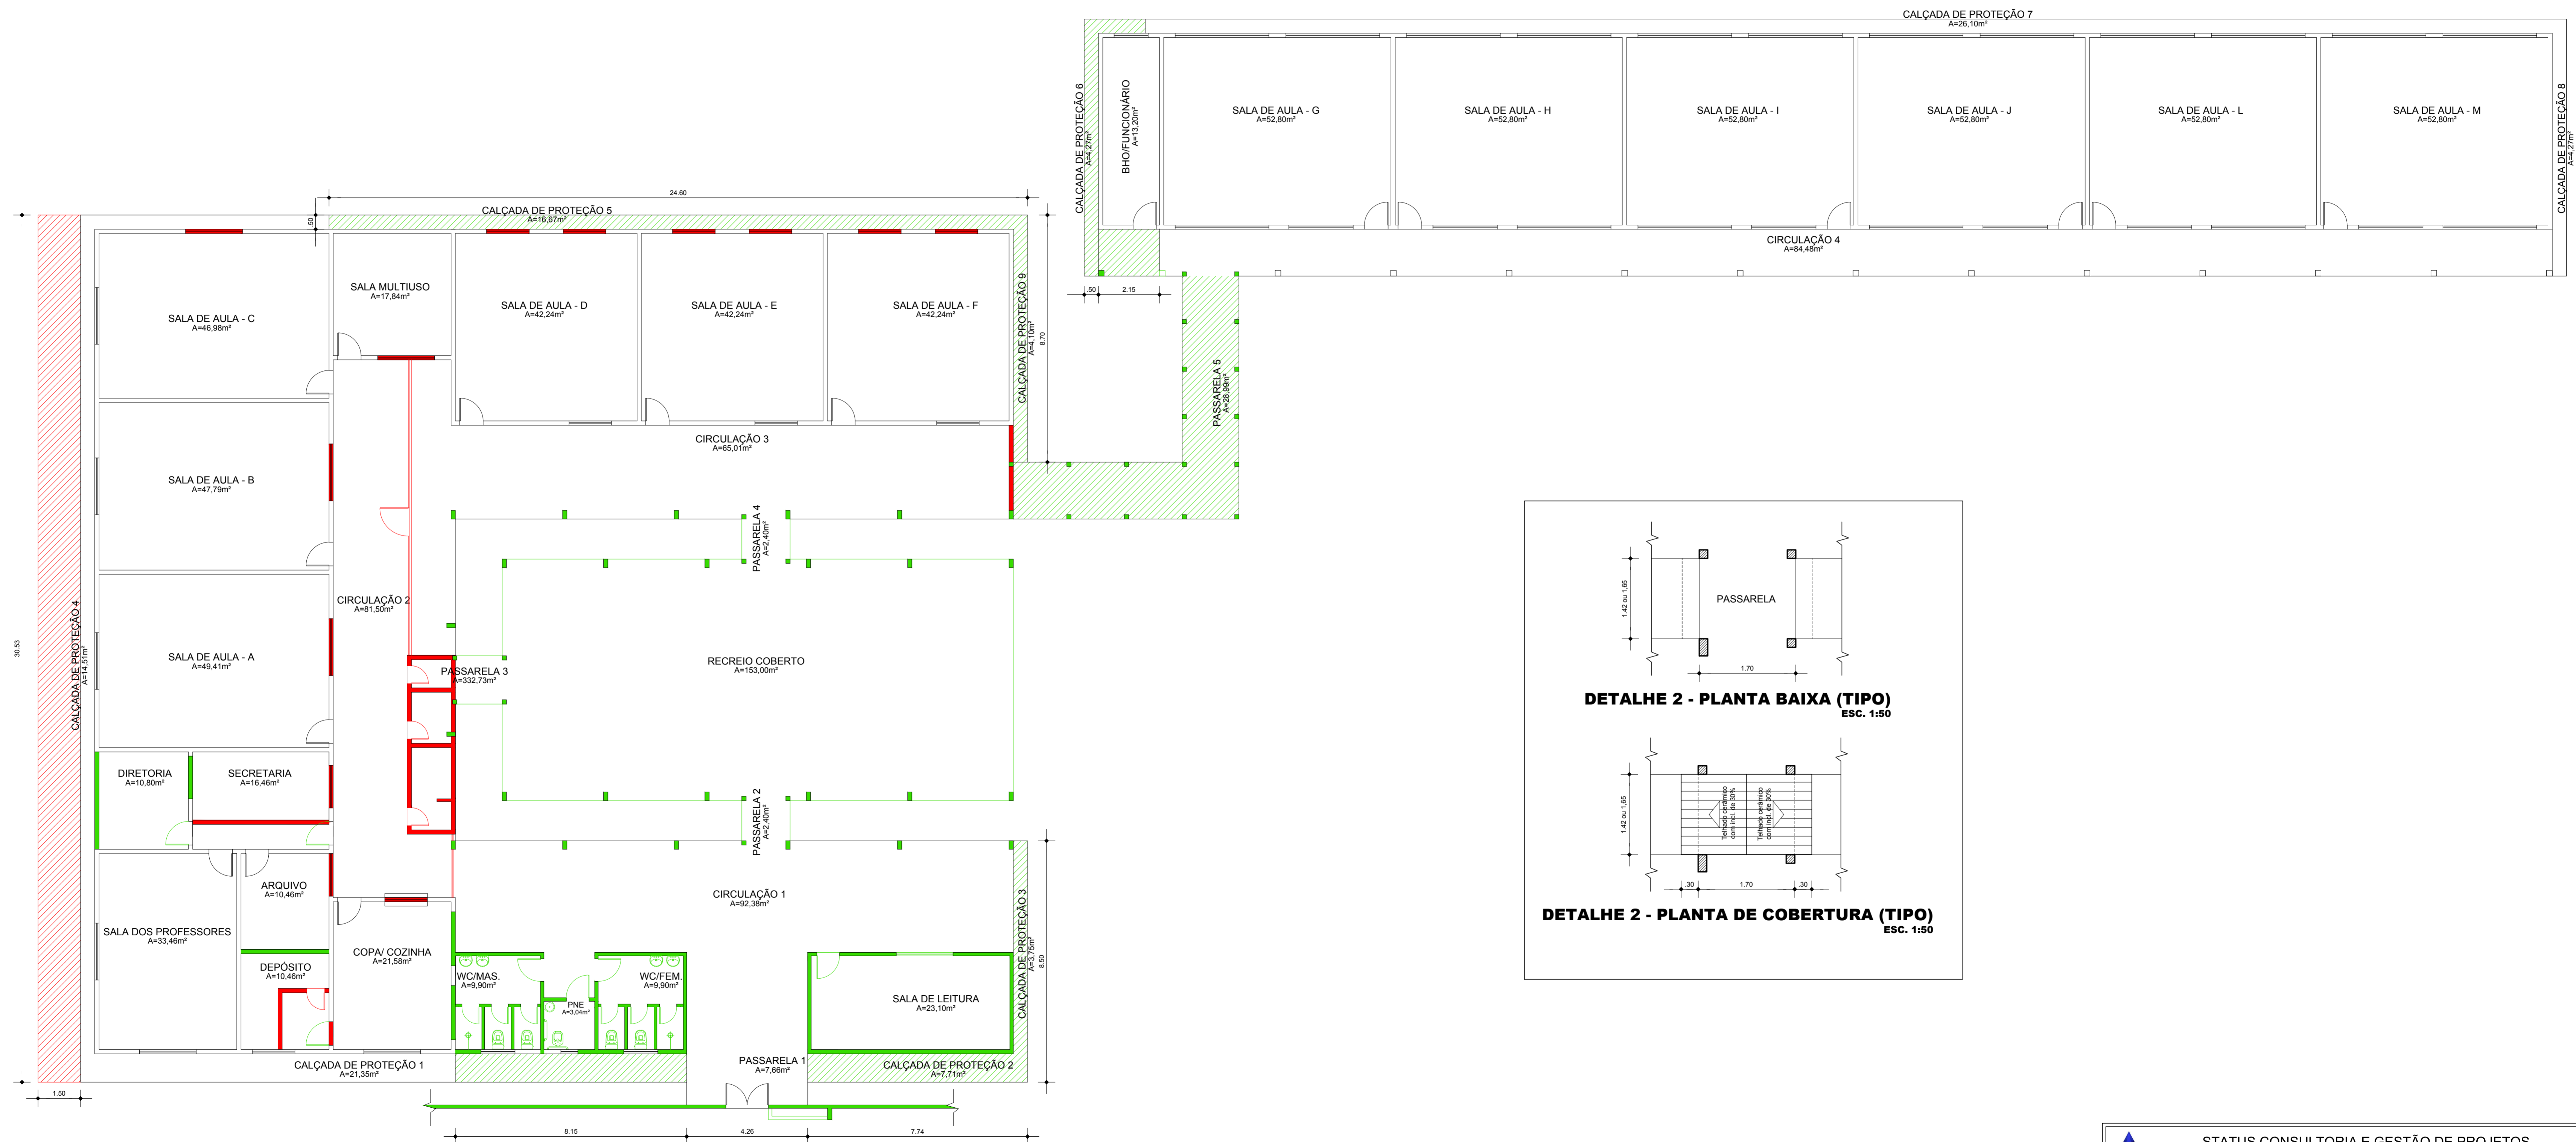 CALÇADA DE PROTEÇÃO 7
A=26,10m²
CALÇADA DE PROTEÇÃO 6
A=4,27m²
BHO/FUNCIONÁRIO
A=13,20m²
SALA DE AULA - G
A=52,80m²
SALA DE AULA - H
A=52,80m²
SALA DE AULA - I
A=52,80m²
SALA DE AULA - J
A=52,80m²
SALA DE AULA - L
A=52,80m²
SALA DE AULA - M
A=52,80m²
CALÇADA DE PROTEÇÃO 8
A=4,27m²
CIRCULAÇÃO 4
A=84,48m²
.50
2.15
24.60
CALÇADA DE PROTEÇÃO 5
A=16,67m²
.50
SALA DE AULA - C
A=46,98m²
SALA MULTIUSO
A=17,84m²
SALA DE AULA - D
A=42,24m²
SALA DE AULA - E
A=42,24m²
SALA DE AULA - F
A=42,24m²
CALÇADA DE PROTEÇÃO 9
A=4,10m²
8.70
PASSARELA 5
A=28,99m²
CIRCULAÇÃO 3
A=65,01m²
SALA DE AULA - B
A=47,79m²
PASSARELA 4
A=2,40m²
CIRCULAÇÃO 2
A=81,50m²
30.53
CALÇADA DE PROTEÇÃO 4
A=14,51m²
SALA DE AULA - A
A=49,41m²
PASSARELA 3
A=332,73m²
RECREIO COBERTO
A=153,00m²
DIRETORIA
A=10,80m²
SECRETARIA
A=16,46m²
PASSARELA 2
A=2,40m²
ARQUIVO
A=10,46m²
SALA DOS PROFESSORES
A=33,46m²
DEPÓSITO
A=10,46m²
COPA/ COZINHA
A=21,58m²
CIRCULAÇÃO 1
A=92,38m²
CALÇADA DE PROTEÇÃO 3
A=3,75m²
8.50
WC/MAS.
A=9,90m²
PNE
A=3,04m²
WC/FEM.
A=9,90m²
SALA DE LEITURA
A=23,10m²
CALÇADA DE PROTEÇÃO 1
A=21,35m²
PASSARELA 1
A=7,66m²
CALÇADA DE PROTEÇÃO 2
A=7.71m²
1.50
8.15
4.26
7.74
1.42 ou 1,65
PASSARELA
1.70
DETALHE 2 - PLANTA BAIXA (TIPO)
ESC. 1:50
1.42 ou 1,65
Telhado cerâmico
com incl. de 30%
Telhado cerâmico
com incl. de 30%
.30
1.70
.30
DETALHE 2 - PLANTA DE COBERTURA (TIPO)
ESC. 1:50
STATUS CONSULTORIA E GESTÃO DE PROJETOS